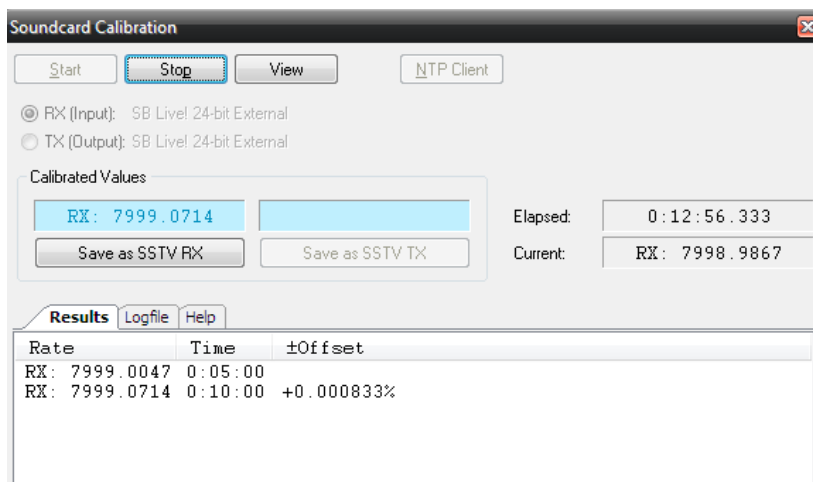 Soundcard Calibration
Start Stop View NTP Client
RX (Input): SB Live! 24-bit External
TX (Output): SB Live! 24-bit External
Calibrated Values
RX: 7999.0714 Elapsed: 0:12:56.333
Save as SSTV RX Save as SSTV TX Current: RX: 7998.9867
Results Logfile Help
Rate Time ±Offset
RX: 7999.0047 0:05:00
RX: 7999.0714 0:10:00 +0.000833%